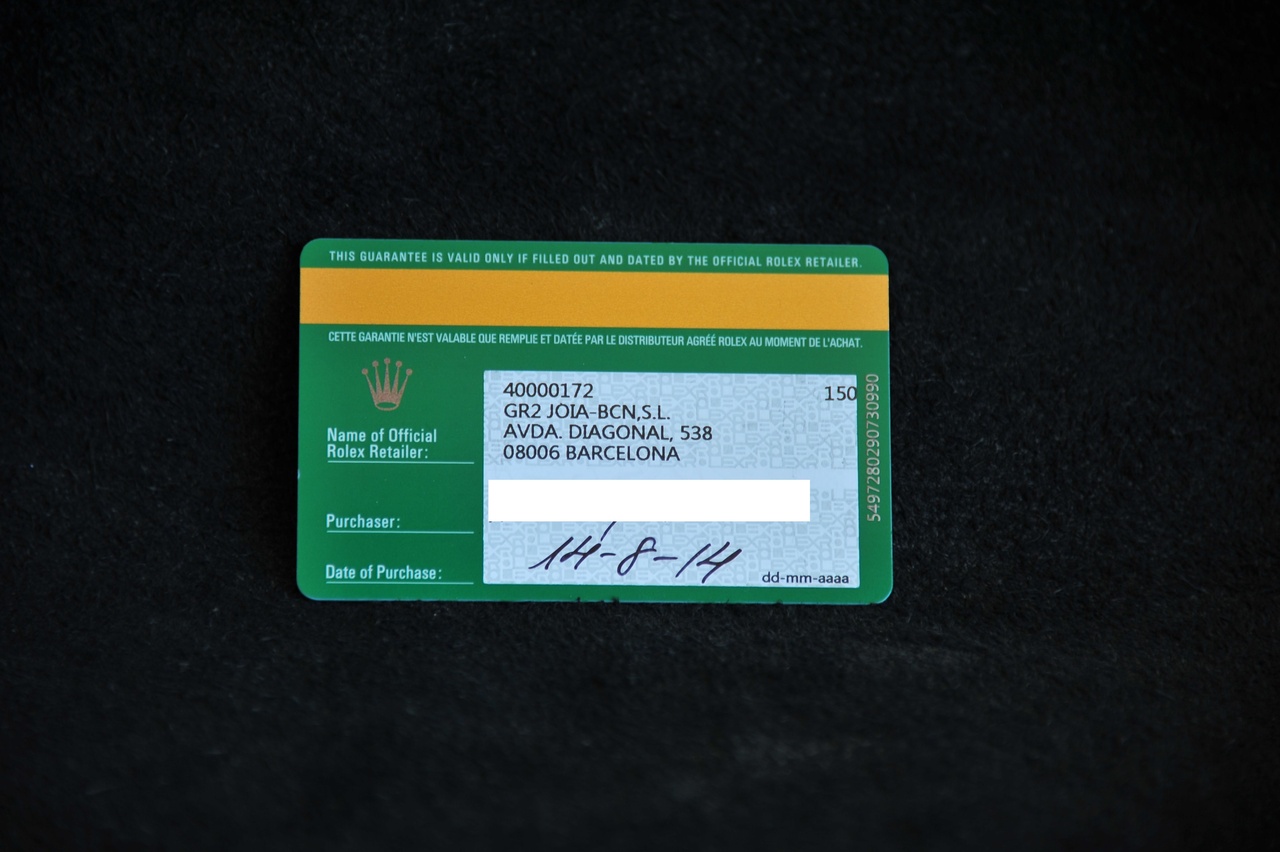 THIS GUARANTEE IS VALID ONLY IF FILLED OUT AND DATED BY THE OFFICIAL ROLEX RETAILER.
CETTE GARANTIE N'EST VALABLE QUE REMPLIE ET DATÉE PAR LE DISTRIBUTEUR AGRÉÉ ROLEX AU MOMENT DE L'ACHAT.
40000172 150
GR2 JOIA-BCN,S.L.
AVDA. DIAGONAL, 538
08006 BARCELONA
Name of Official
Rolex Retailer:
Purchaser:
Date of Purchase:
14-8-14
dd-mm-aaaa
5497280290730990